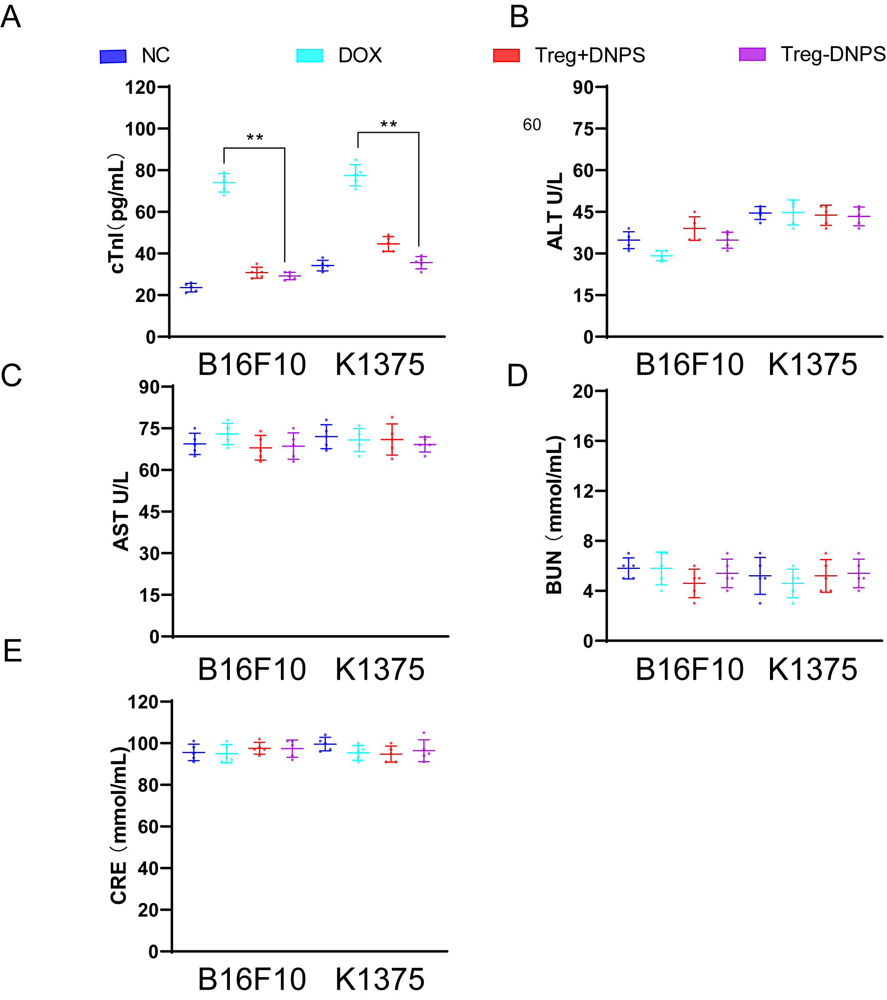 A
B
NC DOX Treg+DNPS Treg-DNPS
cTnI（pg/mL）
120
100
80
60
40
20
0
** **
B16F10 K1375
60
ALT U/L
90
75
60
45
30
15
0
B16F10 K1375
C
AST U/L
90
75
60
45
30
15
0
B16F10 K1375
D
BUN（mmol/mL）
20
16
12
8
4
0
B16F10 K1375
E
CRE（mmol/mL）
120
100
80
60
40
20
0
B16F10 K1375